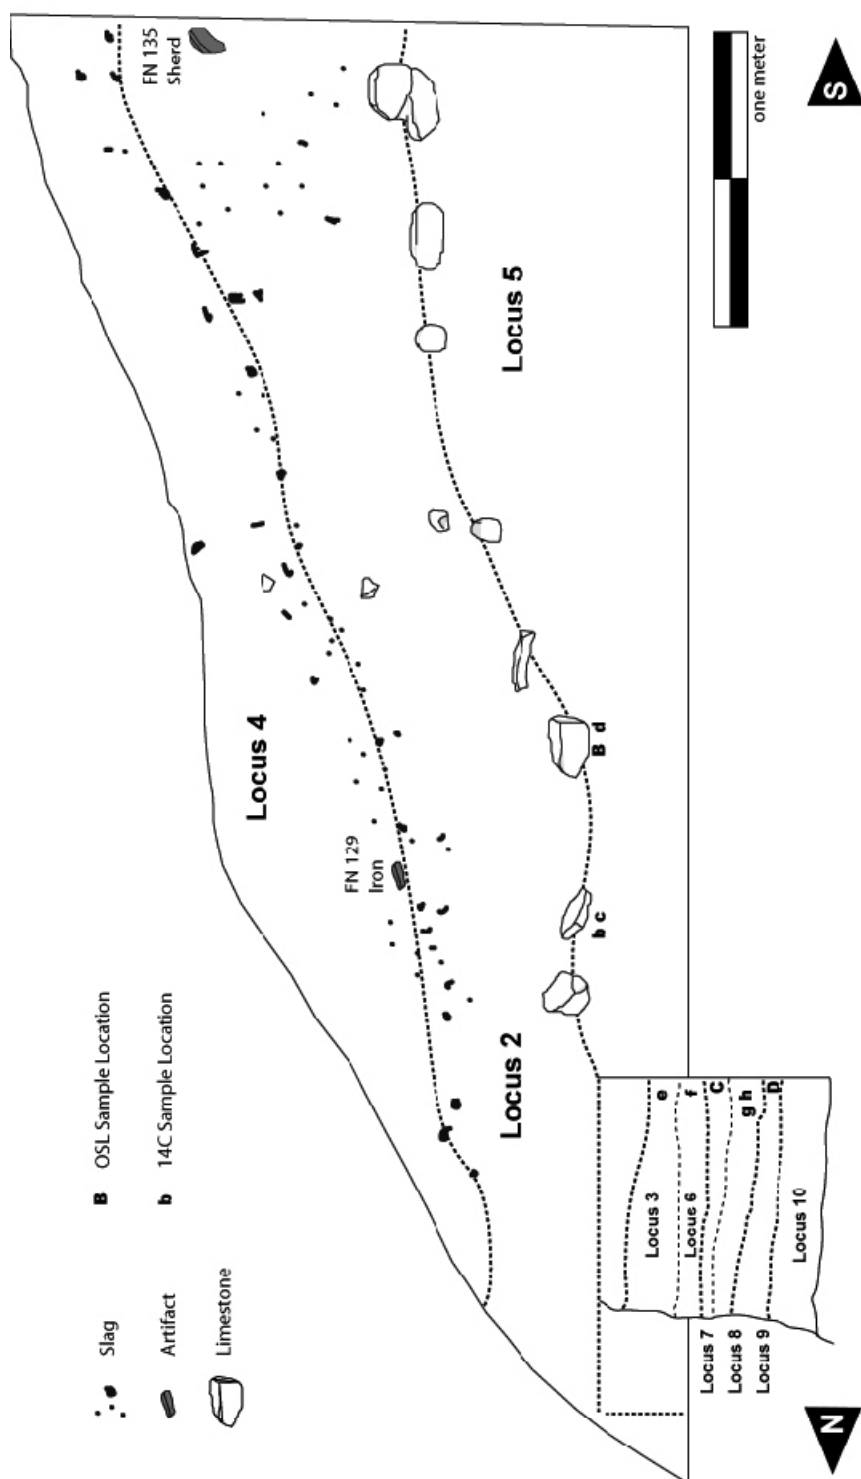 FN 135
Sherd
S
one meter
Locus 5
Locus 4
FN 129
Iron
B OSL Sample Location
b 14C Sample Location
Slag
Artifact
Limestone
Locus 2
B d
b c
e
f
C
g h
D
Locus 3
Locus 6
Locus 10
Locus 7
Locus 8
Locus 9
N